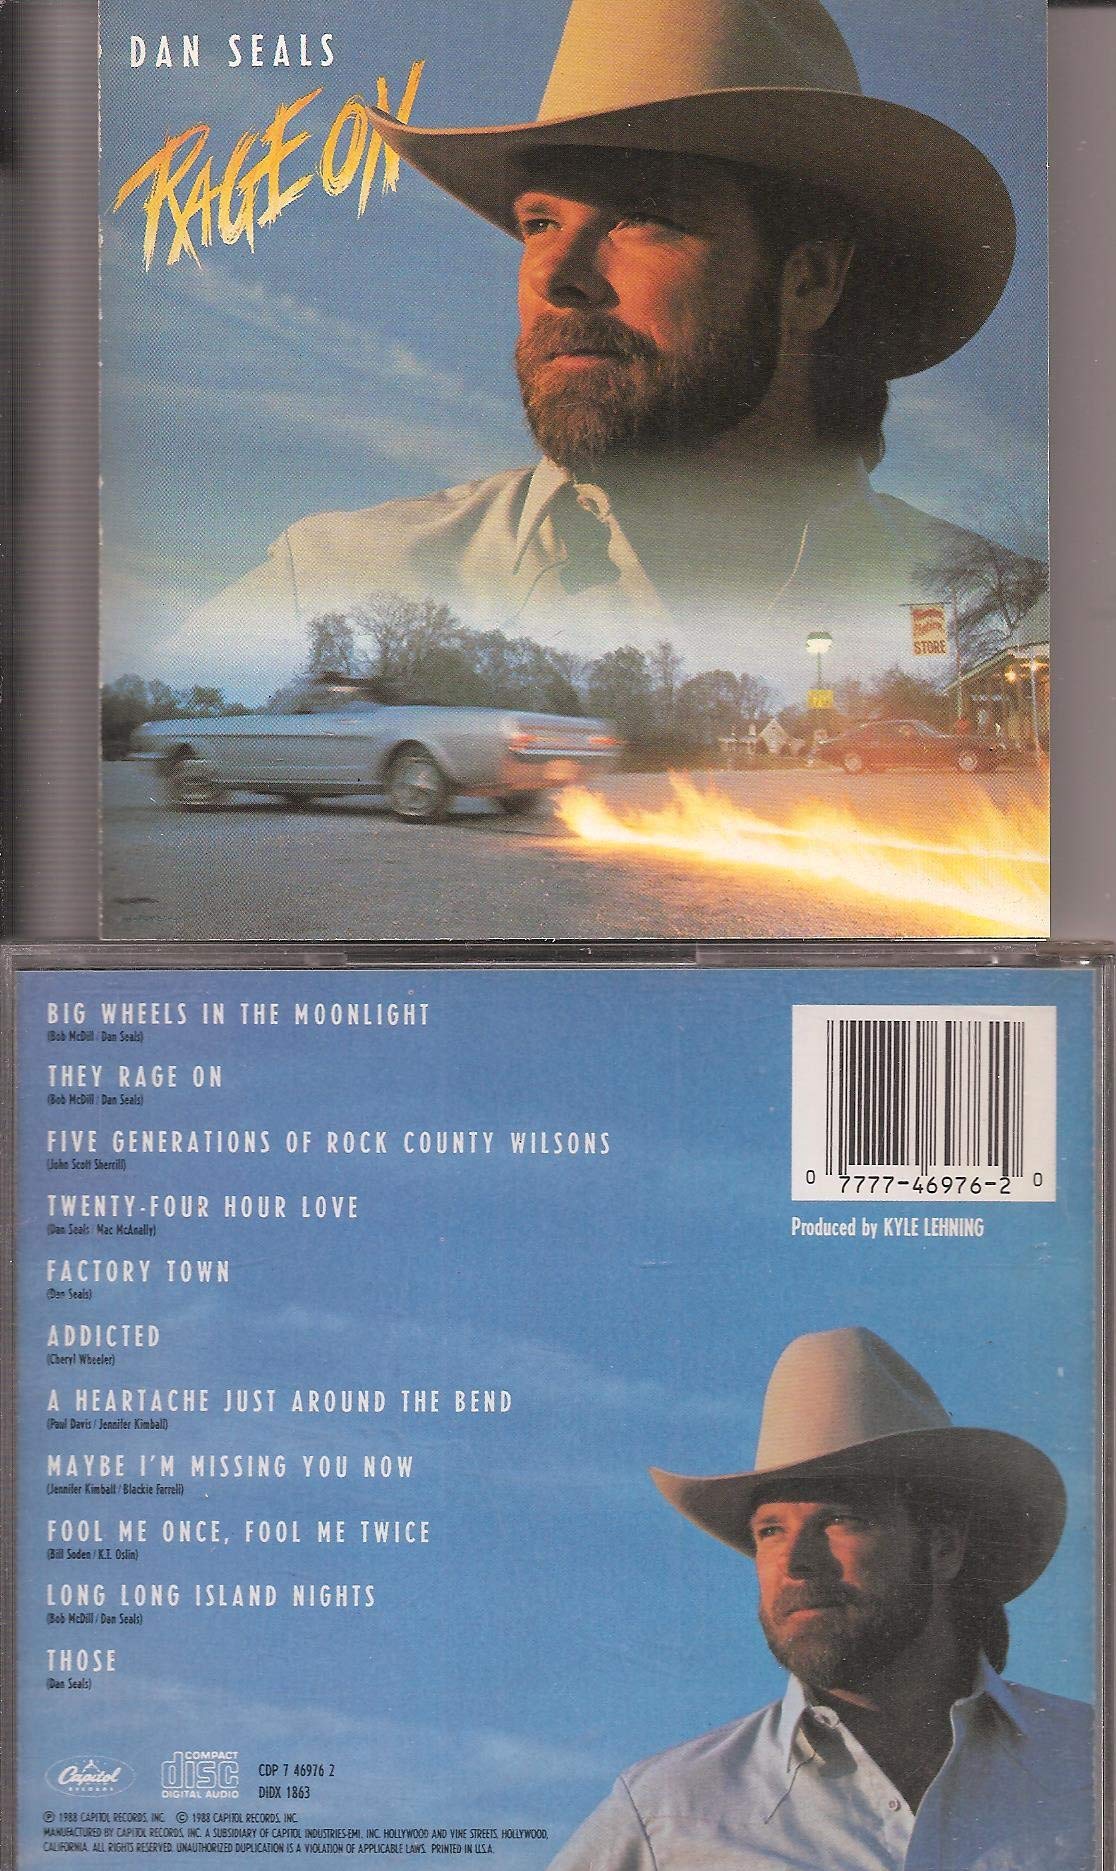 DAN SEALS
RAGE ON
STORE
BIG WHEELS IN THE MOONLIGHT
(Bob McDill / Dan Seals)
THEY RAGE ON
(Bob McDill / Dan Seals)
FIVE GENERATIONS OF ROCK COUNTY WILSONS
(John Scott Sherrill)
TWENTY-FOUR HOUR LOVE
(Dan Seals / Mac McAnally)
FACTORY TOWN
(Dan Seals)
ADDICTED
(Cheryl Wheeler)
A HEARTACHE JUST AROUND THE BEND
(Paul Davis / Jennifer Kimball)
MAYBE I'M MISSING YOU NOW
(Jennifer Kimball / Blackie Farrell)
FOOL ME ONCE, FOOL ME TWICE
(Bill Soden / K.T. Oslin)
LONG LONG ISLAND NIGHTS
(Bob McDill / Dan Seals)
THOSE
(Dan Seals)
0 7777-46976-2 0
Produced by KYLE LEHNING
Capitol
RECORDS
COMPACT
disc
DIGITAL AUDIO
CDP 7 46976 2
DIDX 1863
℗ 1988 CAPITOL RECORDS, INC. © 1988 CAPITOL RECORDS, INC.
MANUFACTURED BY CAPITOL RECORDS, INC. A SUBSIDIARY OF CAPITOL INDUSTRIES-EMI, INC. HOLLYWOOD AND VINE STREETS, HOLLYWOOD,
CALIFORNIA. ALL RIGHTS RESERVED. UNAUTHORIZED DUPLICATION IS A VIOLATION OF APPLICABLE LAWS. PRINTED IN U.S.A.